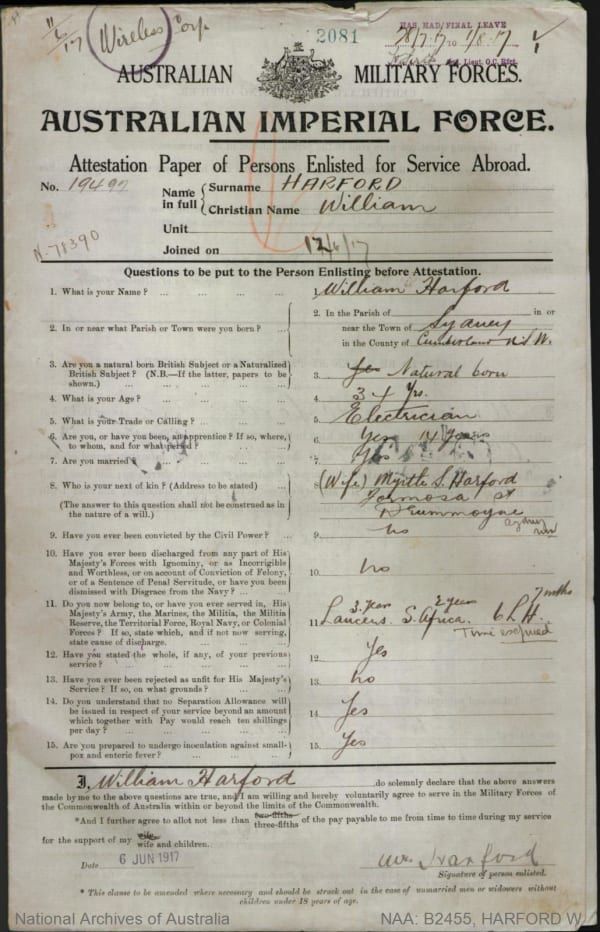 11/6/17 Wireless Corp
2081
HAS HAD FINAL LEAVE
28/7/17 TO 1/8/17
Lieut. O.C. Rfts.
AUSTRALIAN MILITARY FORCES.
AUSTRALIAN IMPERIAL FORCE.
Attestation Paper of Persons Enlisted for Service Abroad.
No. 19497
Name in full { Surname HARFORD
Christian Name William
Unit
N-78390
Joined on 12/6/17
Questions to be put to the Person Enlisting before Attestation.
1. What is your Name? ... 1. William Harford
2. In or near what Parish or Town were you born? ... 2. In the Parish of in or
near the Town of Sydney
in the County of Cumberland N.S.W.
3. Are you a natural born British Subject or a Naturalized
British Subject? (N.B.—If the latter, papers to be
shown.) ... 3. Yes Natural born
4. What is your Age? ... 4. 34 Yrs.
5. What is your Trade or Calling? ... 5. Electrician
6. Are you, or have you been, an apprentice? If so, where,
to whom, and for what period? 6. Yes 14 Years
7. Are you married? 7. Yes
8. Who is your next of kin? (Address to be stated) 8. (Wife) Myrtle S. Harford
Formosa St
(The answer to this question shall not be construed as in
the nature of a will.) Drummoyne
Sydney
NSW
9. Have you ever been convicted by the Civil Power? ... 9. No
10. Have you ever been discharged from any part of His
Majesty's Forces with Ignominy, or as Incorrigible
and Worthless, or on account of Conviction of Felony,
or of a Sentence of Penal Servitude, or have you been
dismissed with Disgrace from the Navy? ... 10. No
11. Do you now belong to, or have you ever served in, His
Majesty's Army, the Marines, the Militia, the Militia
Reserve, the Territorial Force, Royal Navy, or Colonial
Forces? If so, state which, and if not now serving,
state cause of discharge. 3 Years 2 Years 7 mths
11. Lancers. S. Africa. 6 L H.
Time expired
12. Have you stated the whole, if any, of your previous
service? ... 12. Yes
13. Have you ever been rejected as unfit for His Majesty's
Service? If so, on what grounds? ... 13. No
14. Do you understand that no Separation Allowance will
be issued in respect of your service beyond an amount
which together with Pay would reach ten shillings
per day? ... 14. Yes
15. Are you prepared to undergo inoculation against small-
pox and enteric fever? ... 15. Yes
I, William Harford do solemnly declare that the above answers
made by me to the above questions are true, and I am willing and hereby voluntarily agree to serve in the Military Forces of
the Commonwealth of Australia within or beyond the limits of the Commonwealth.
*And I further agree to allot not less than two-fifths three-fifths of the pay payable to me from time to time during my service
for the support of my wife wife and children.
Date 6 JUN 1917
Wm Harford
Signature of person enlisted.
* This clause to be amended where necessary and should be struck out in the case of unmarried men or widowers without
children under 18 years of age.
National Archives of Australia
NAA: B2455, HARFORD W